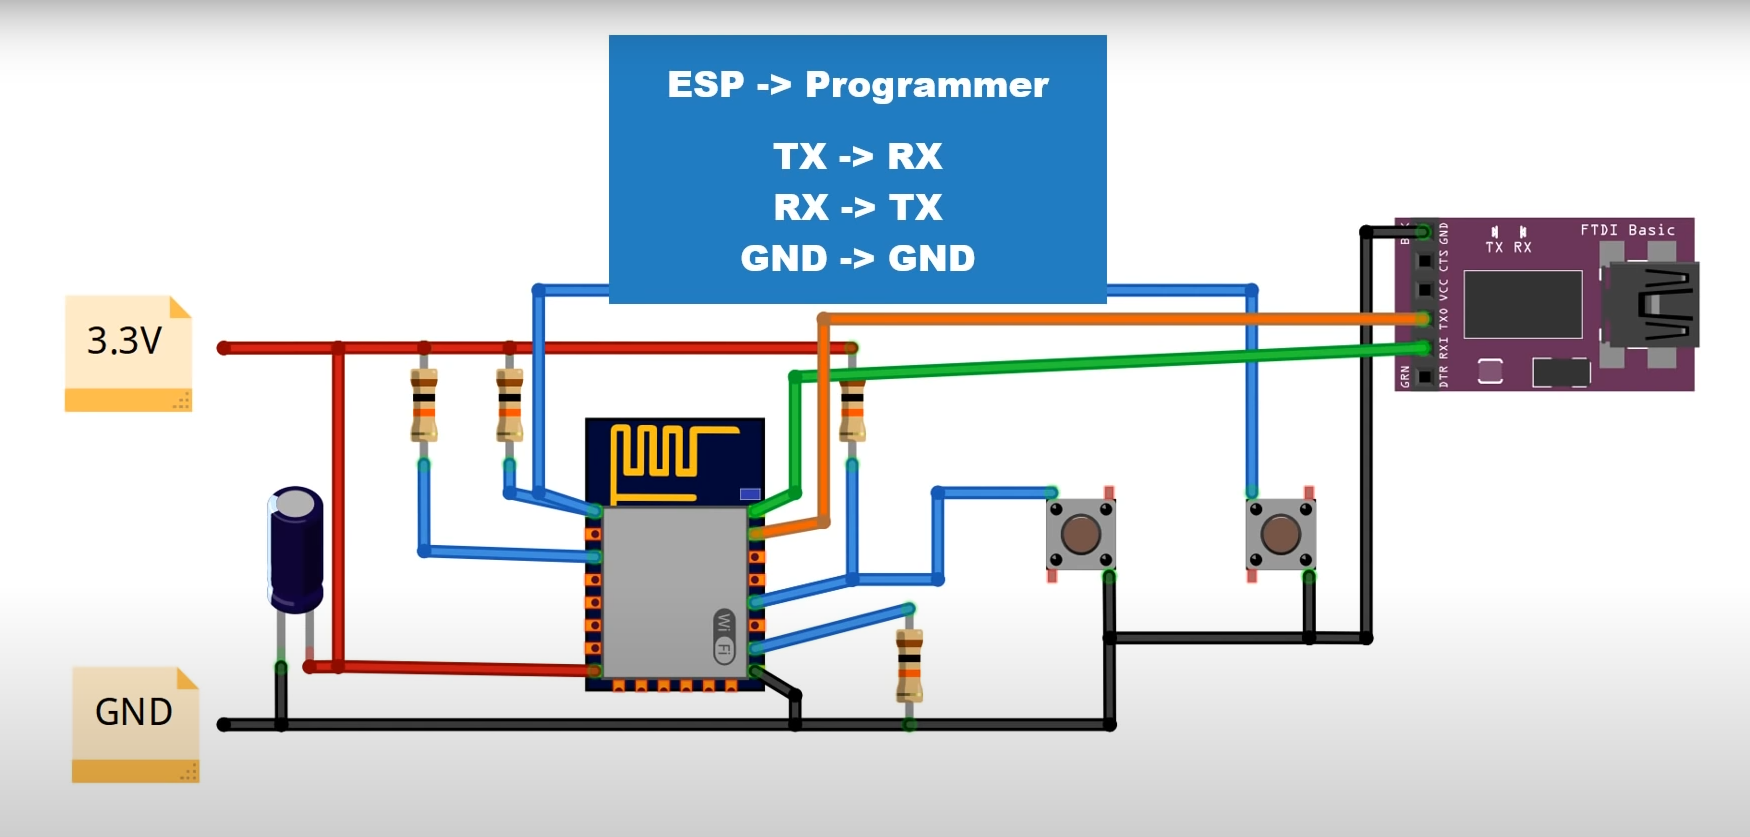 ESP -> Programmer
TX -> RX
RX -> TX
GND -> GND
3.3V
GND
FTDI Basic
TX RX
GND
CTS
VCC
TXO
RXI
DTR
GRN
Wi
Fi